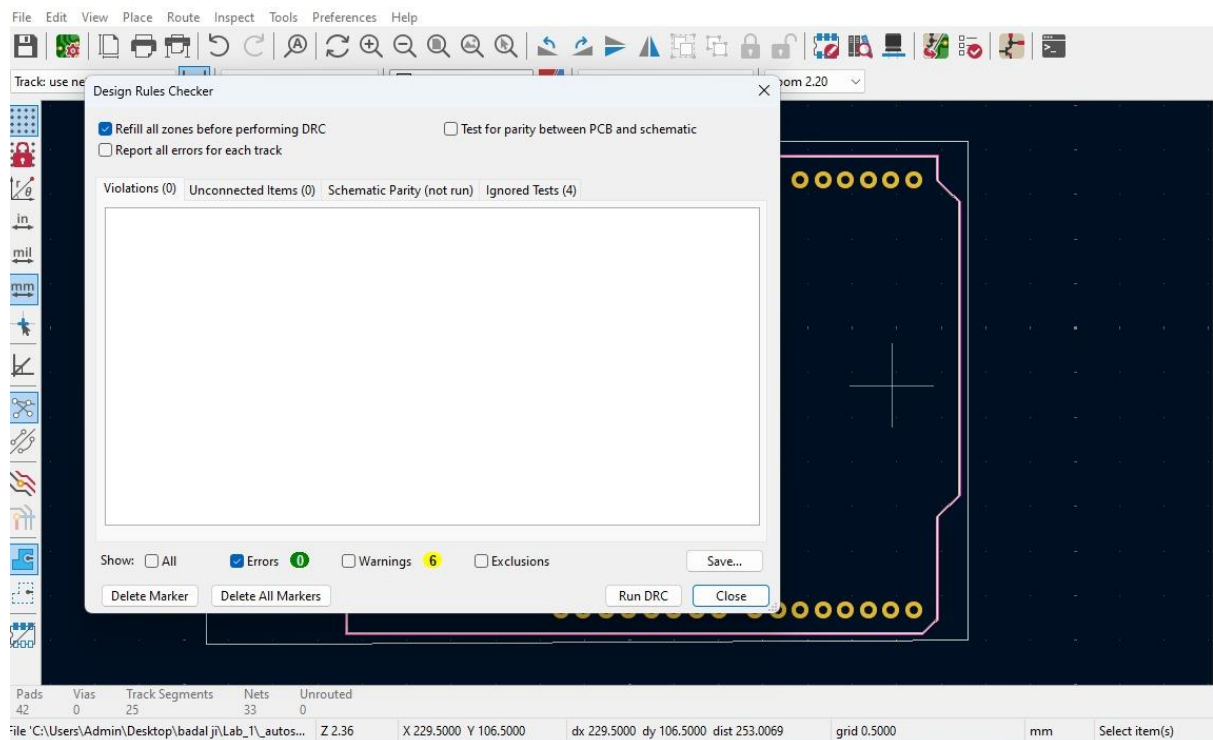 File Edit View Place Route Inspect Tools Preferences Help
Track: use oom 2.20
Design Rules Checker
Refill all zones before performing DRC Test for parity between PCB and schematic
Report all errors for each track
Violations (0) Unconnected Items (0) Schematic Parity (not run) Ignored Tests (4)
in
mil
mm
Show: All Errors 0 Warnings 6 Exclusions Save...
Delete Marker Delete All Markers Run DRC Close
Pads Vias Track Segments Nets Unrouted
42 0 25 33 0
File 'C:\Users\Admin\Desktop\badal ji\Lab_1\_autos... Z 2.36 X 229.5000 Y 106.5000 dx 229.5000 dy 106.5000 dist 253.0069 grid 0.5000 mm Select item(s)